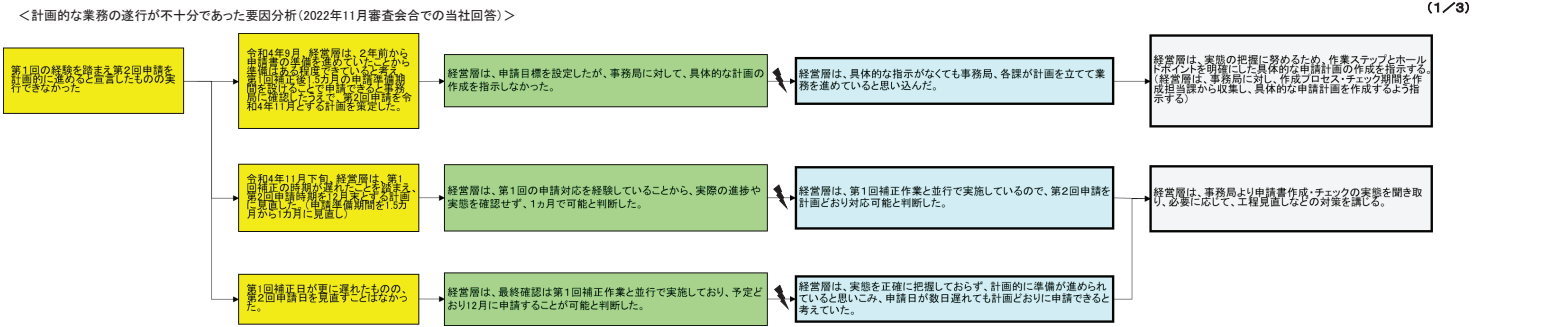 ＜計画的な業務の遂行が不十分であった要因分析（2022年11月審査会合での当社回答）＞
（1／3）
第１回の経験を踏まえ第２回申請を
計画的に進めると宣言したものの実
行できなかった
令和4年9月、経営層は、２年前から
申請書の準備を進めていたことから
準備はある程度できていると考え、
第1回補正後1.5カ月の申請準備期
間を設けることで申請できると事務
局に確認したうえで、第2回申請を令
和4年11月とする計画を策定した。
経営層は、申請目標を設定したが、事務局に対して、具体的な計画の
作成を指示しなかった。
経営層は、具体的な指示がなくても事務局、各課が計画を立てて業
務を進めていると思い込んだ。
経営層は、実態の把握に努めるため、作業ステップとホール
ドポイントを明確にした具体的な申請計画の作成を指示する。
（経営層は、事務局に対し、作成プロセス・チェック期間を作
成担当課から収集し、具体的な申請計画を作成するよう指
示する）
令和4年11月下旬、経営層は、第1
回補正の時期が遅れたことを踏まえ、
第2回申請時期を12月末とする計画
に見直した。（申請準備期間を1.5カ
月から1カ月に見直し）
経営層は、第１回の申請対応を経験していることから、実際の進捗や
実態を確認せず、１ヵ月で可能と判断した。
経営層は、第１回補正作業と並行で実施しているので、第２回申請を
計画どおり対応可能と判断した。
経営層は、事務局より申請書作成・チェックの実態を聞き取
り、必要に応じて、工程見直しなどの対策を講じる。
第１回補正日が更に遅れたものの、
第２回申請日を見直すことはなかっ
た。
経営層は、最終確認は第１回補正作業と並行で実施しており、予定ど
おり12月に申請することが可能と判断した。
経営層は、実態を正確に把握しておらず、計画的に準備が進められ
ていると思いこみ、申請日が数日遅れても計画どおりに申請できると
考えていた。